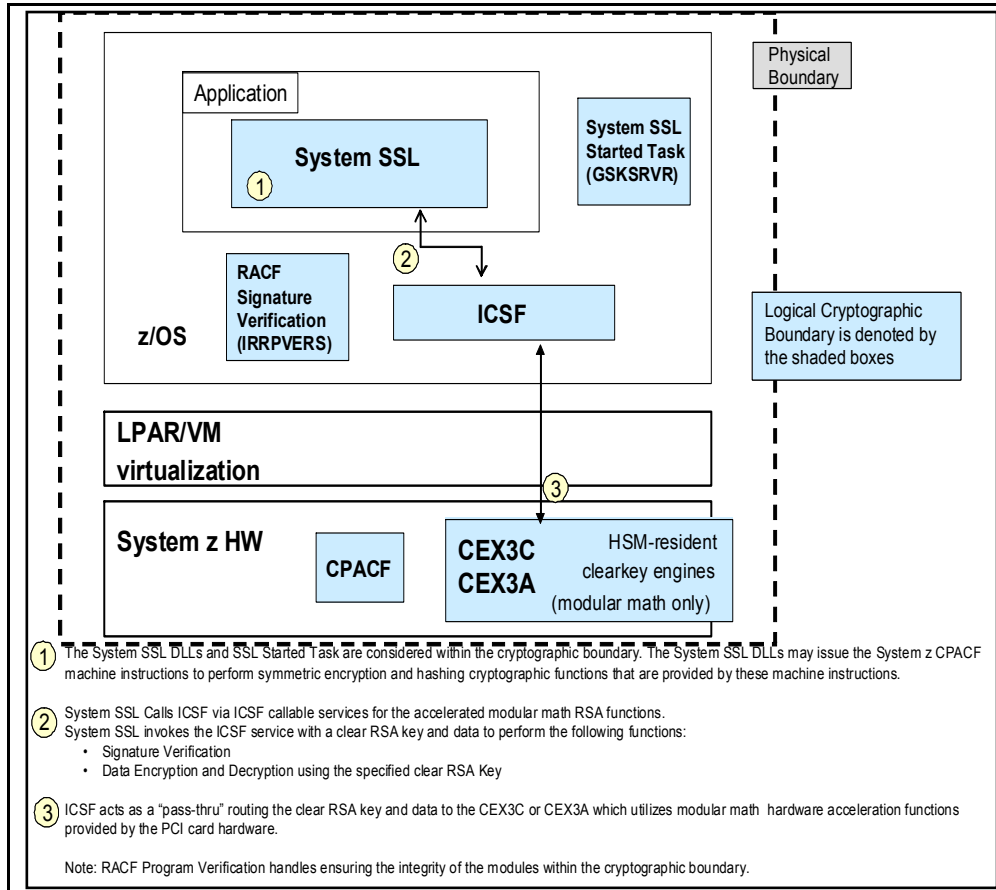 Physical
Boundary
Application
System SSL
1
System SSL
Started Task
(GSKSRVR)
2
RACF
Signature
Verification
(IRRPVERS)
ICSF
z/OS
Logical Cryptographic
Boundary is denoted by
the shaded boxes
LPAR/VM
virtualization
3
System z HW
CPACF
CEX3C
CEX3A
HSM-resident
clearkey engines
(modular math only)
1 The System SSL DLLs and SSL Started Task are considered within the cryptographic boundary. The System SSL DLLs may issue the System z CPACF
machine instructions to perform symmetric encryption and hashing cryptographic functions that are provided by these machine instructions.
2 System SSL Calls ICSF via ICSF callable services for the accelerated modular math RSA functions.
System SSL invokes the ICSF service with a clear RSA key and data to perform the following functions:
• Signature Verification
• Data Encryption and Decryption using the specified clear RSA Key
3 ICSF acts as a “pass-thru” routing the clear RSA key and data to the CEX3C or CEX3A which utilizes modular math hardware acceleration functions
provided by the PCI card hardware.
Note: RACF Program Verification handles ensuring the integrity of the modules within the cryptographic boundary.